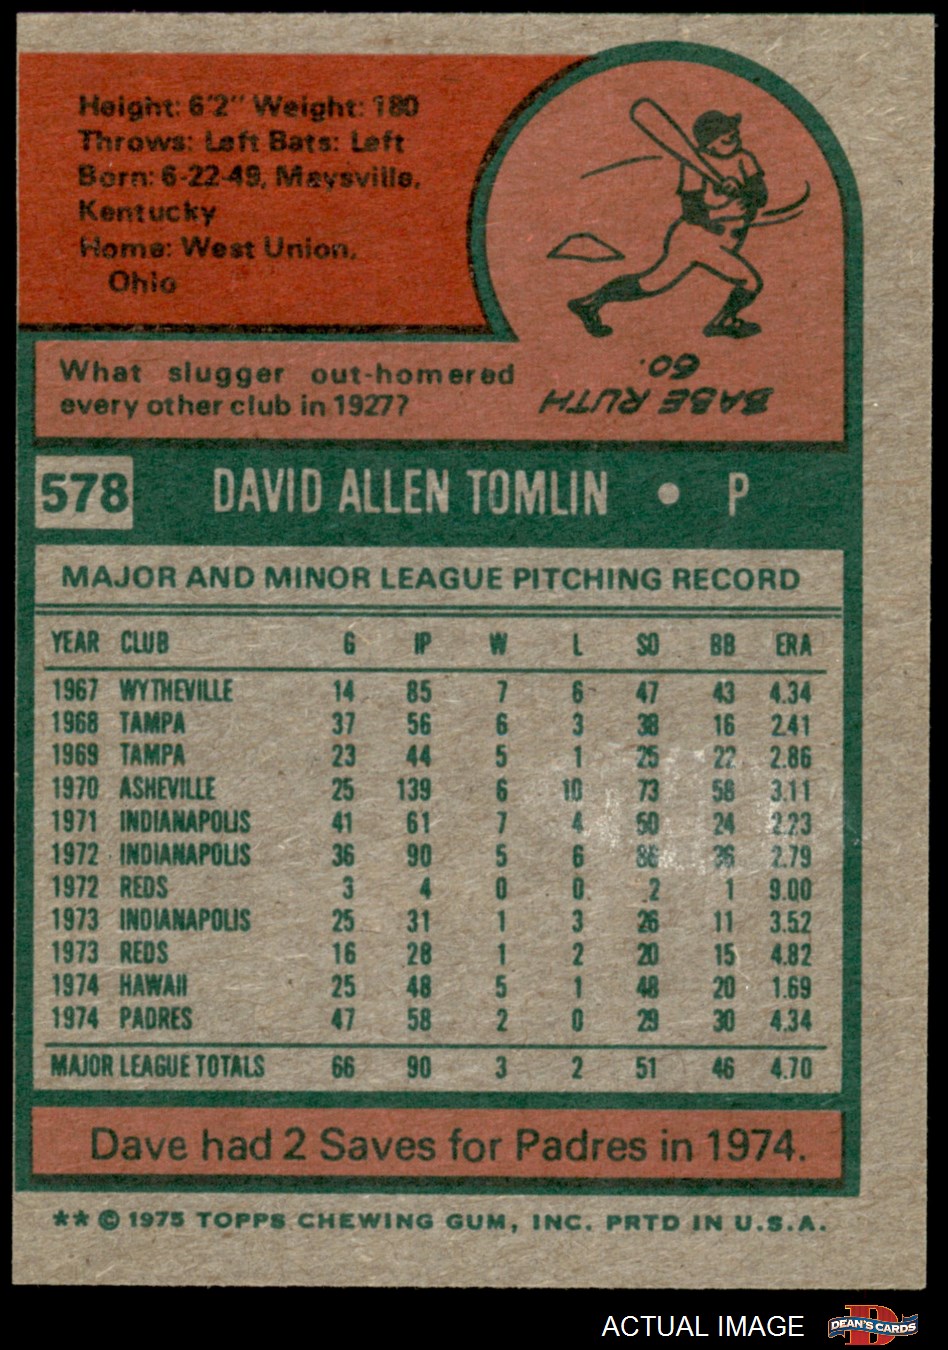 Height: 6'2" Weight: 180
Throws: Left Bats: Left
Born: 6-22-49, Maysville,
Kentucky
Home: West Union,
Ohio
What slugger out-homered
every other club in 1927?
BABE RUTH
60.
578 DAVID ALLEN TOMLIN • P
MAJOR AND MINOR LEAGUE PITCHING RECORD
YEAR CLUB G IP W L SO BB ERA
1967 WYTHEVILLE 14 85 7 6 47 43 4.34
1968 TAMPA 37 56 6 3 38 16 2.41
1969 TAMPA 23 44 5 1 25 22 2.86
1970 ASHEVILLE 25 139 6 10 73 58 3.11
1971 INDIANAPOLIS 41 61 7 4 50 24 2.23
1972 INDIANAPOLIS 36 90 5 6 86 26 2.79
1972 REDS 3 4 0 0 2 1 9.00
1973 INDIANAPOLIS 25 31 1 3 26 11 3.52
1973 REDS 16 28 1 2 20 15 4.82
1974 HAWAII 25 48 5 1 48 20 1.69
1974 PADRES 47 58 2 0 29 30 4.34
MAJOR LEAGUE TOTALS 66 90 3 2 51 46 4.70
Dave had 2 Saves for Padres in 1974.
** © 1975 TOPPS CHEWING GUM, INC. PRTD IN U.S.A.
ACTUAL IMAGE
DEAN'S CARDS